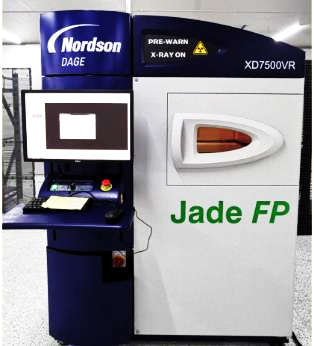 Nordson
DAGE
PRE-WARN
X-RAY ON
XD7500VR
Jade FP